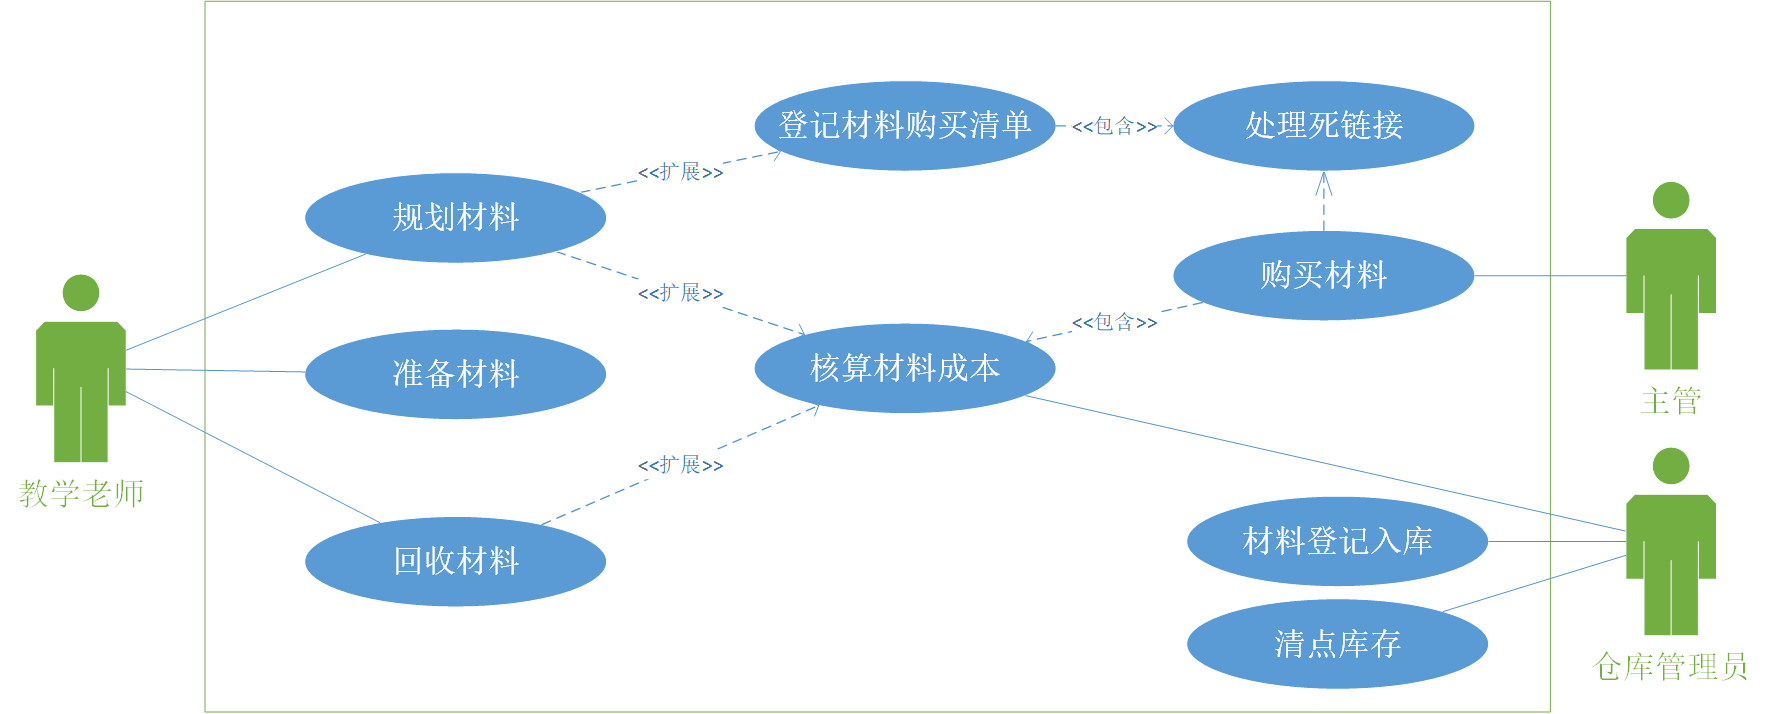 登记材料购买清单
<<包含>>
处理死链接
<<扩展>>
规划材料
购买材料
<<扩展>>
<<包含>>
准备材料
核算材料成本
主管
<<扩展>>
教学老师
回收材料
材料登记入库
清点库存
仓库管理员